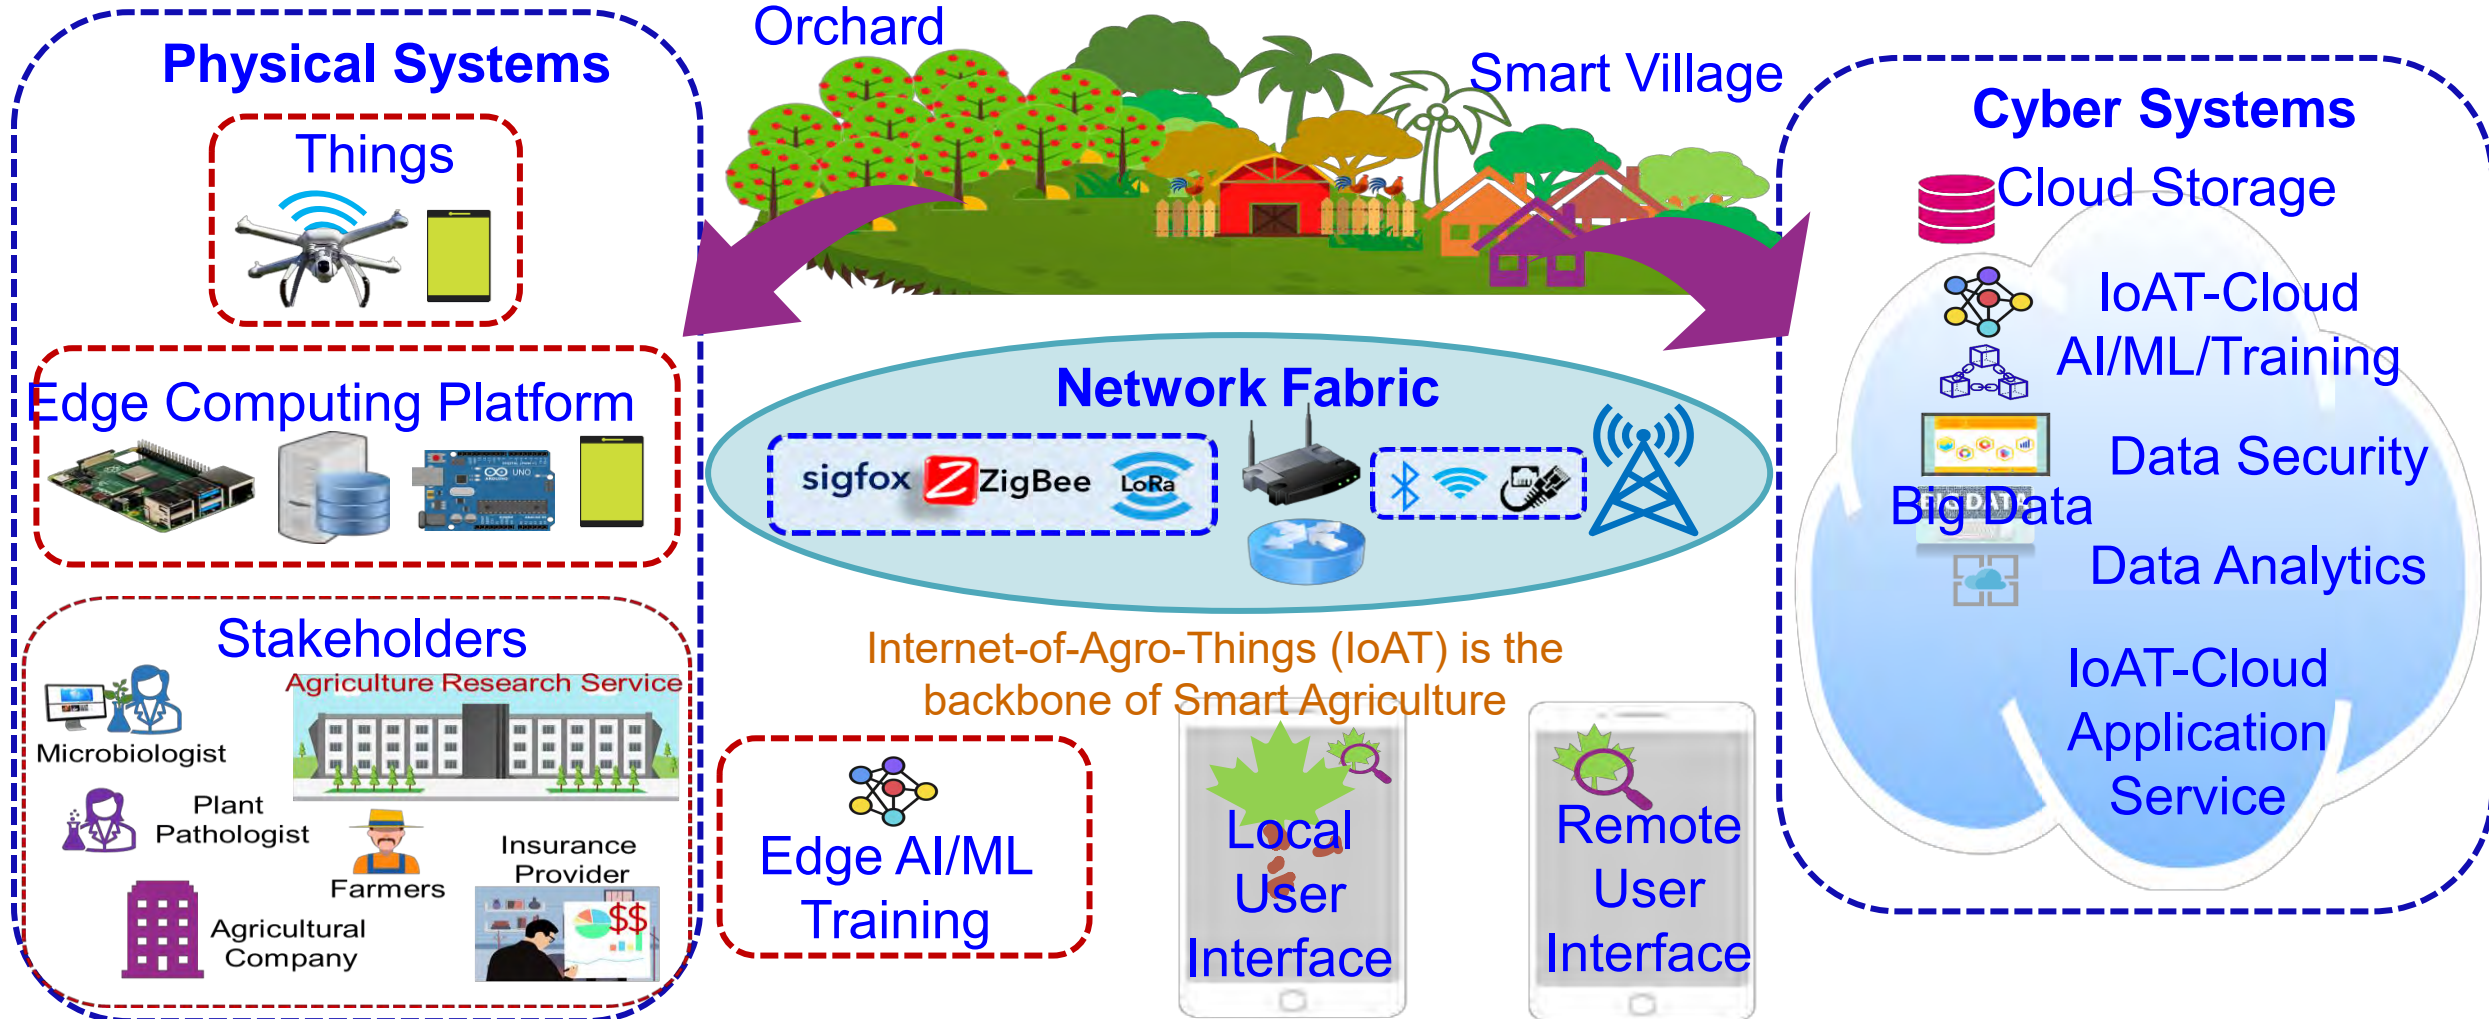 Orchard
Smart Village
Physical Systems
Things
Edge Computing Platform
UNO
Stakeholders
Agriculture Research Service
Microbiologist
Plant
Pathologist
Farmers
Insurance
Provider
$$
Agricultural
Company
Network Fabric
sigfox
Z ZigBee
LoRa
Internet-of-Agro-Things (IoAT) is the
backbone of Smart Agriculture
Edge AI/ML
Training
Local
User
Interface
Remote
User
Interface
Cyber Systems
Cloud Storage
IoAT-Cloud
AI/ML/Training
Data Security
Big Data
Data Analytics
IoAT-Cloud
Application
Service